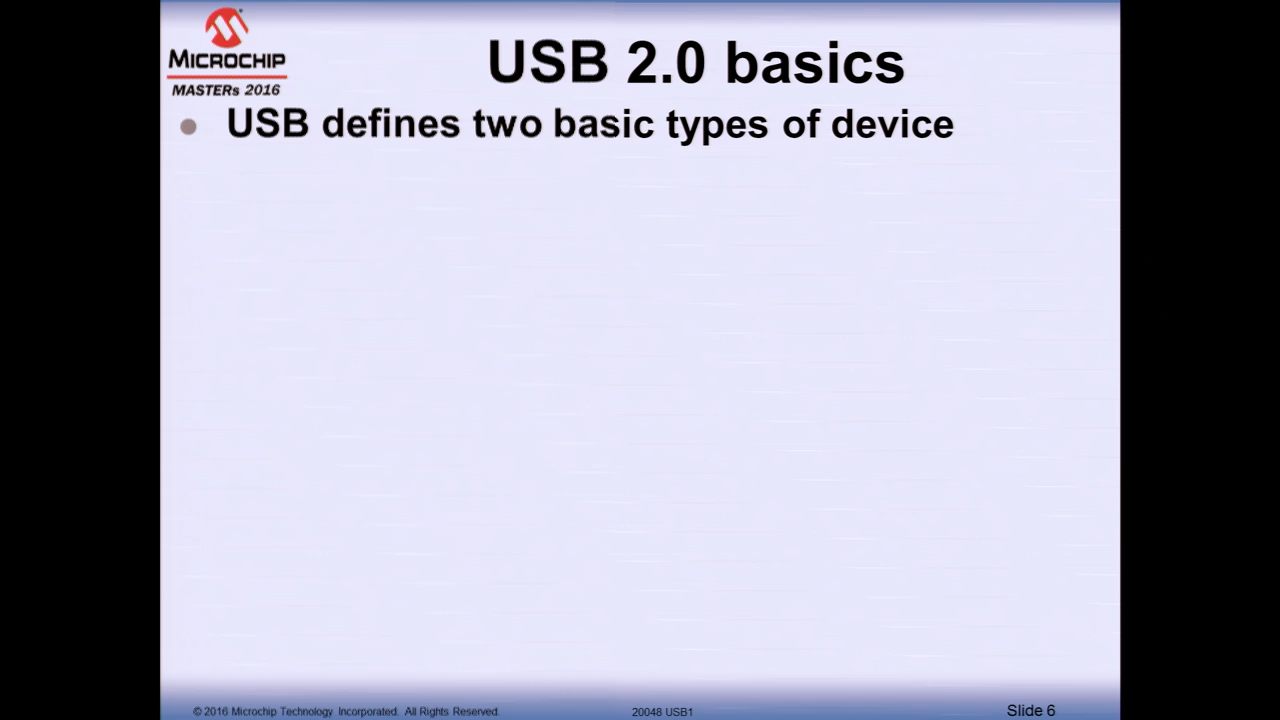 MICROCHIP
MASTERs 2016
USB 2.0 basics
USB defines two basic types of device
© 2016 Microchip Technology Incorporated. All Rights Reserved.
20048 USB1
Slide 6